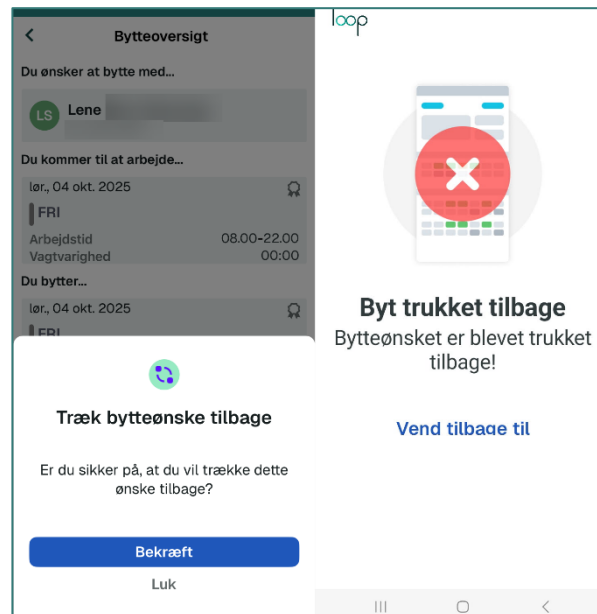 Bytteoversigt
Du ønsker at bytte med...
LS
Lene
Du kommer til at arbejde...
lør., 04 okt. 2025
FRI
Arbejdstid 08.00-22.00
Vagtvarighed 00:00
Du bytter...
lør., 04 okt. 2025
FRI
Træk bytteønske tilbage
Er du sikker på, at du vil trække dette
ønske tilbage?
Bekræft
Luk
loop
Byt trukket tilbage
Bytteønsket er blevet trukket
tilbage!
Vend tilbage til